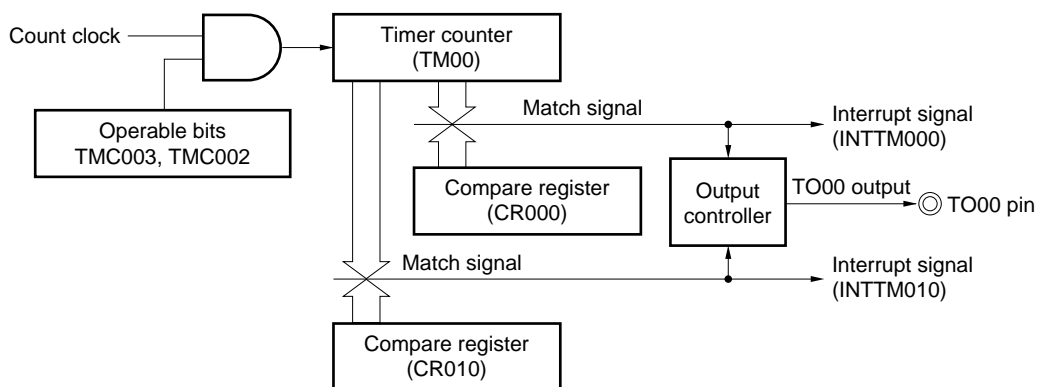 Count clock
Timer counter
(TM00)
Operable bits
TMC003, TMC002
Match signal
Interrupt signal
(INTTM000)
Compare register
(CR000)
Output
controller
TO00 output
TO00 pin
Match signal
Interrupt signal
(INTTM010)
Compare register
(CR010)